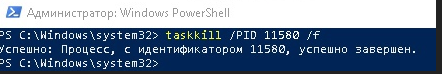 Администратор: Windows PowerShell
PS C:\Windows\system32> taskkill /PID 11580 /f
Успешно: Процесс, с идентификатором 11580, успешно завершен.
PS C:\Windows\system32>